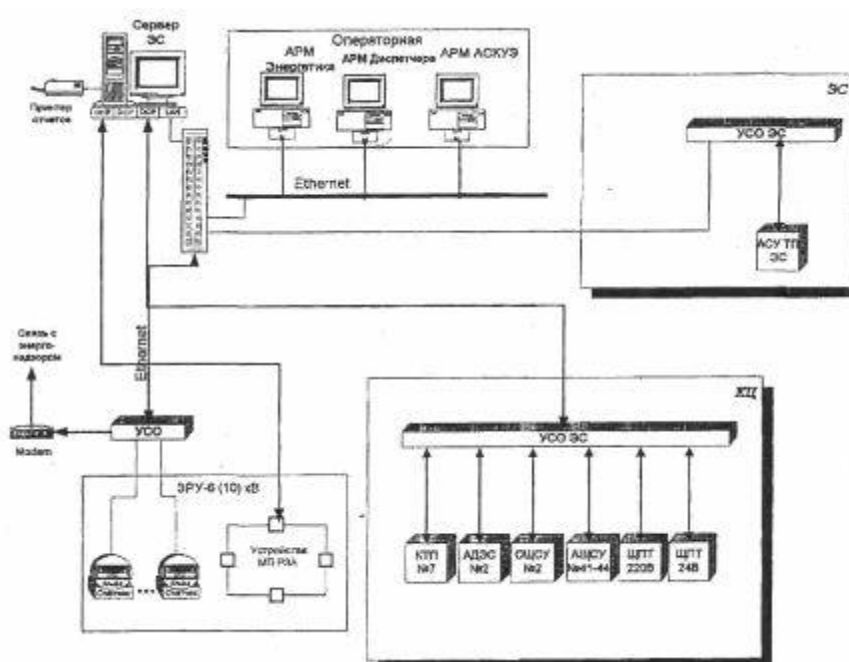 Сервер
ЭС
Принтер
отчетов
Операторная
АРМ
Энергетика
АРМ Диспетчера
АРМ АСКУЭ
Ethernet
ЭС
УСО ЭС
АСУ ТП
ЭС
Связь с
энерго-
надзором
Ethernet
Modem
УСО
ЗРУ-6 (10) кВ
Устройства
МП РЗА
КЦ
УСО ЭС
КТП
№7
АДЭС
№2
ОЩСУ
№2
АЩСУ
№41-44
ЩПТ
220В
ЩПТ
24В